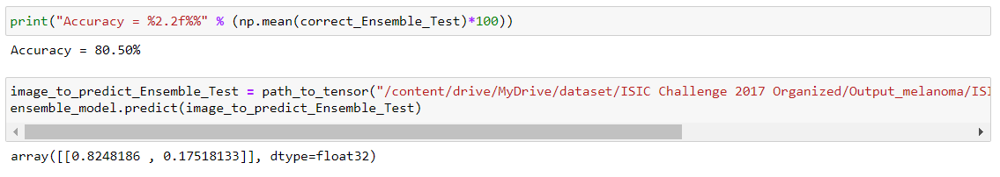 print("Accuracy = %2.2f%%" % (np.mean(correct_Ensemble_Test)*100))
Accuracy = 80.50%
image_to_predict_Ensemble_Test = path_to_tensor("/content/drive/MyDrive/dataset/ISIC Challenge 2017 Organized/Output_melanoma/ISI
ensemble_model.predict(image_to_predict_Ensemble_Test)
array([[0.8248186 , 0.17518133]], dtype=float32)